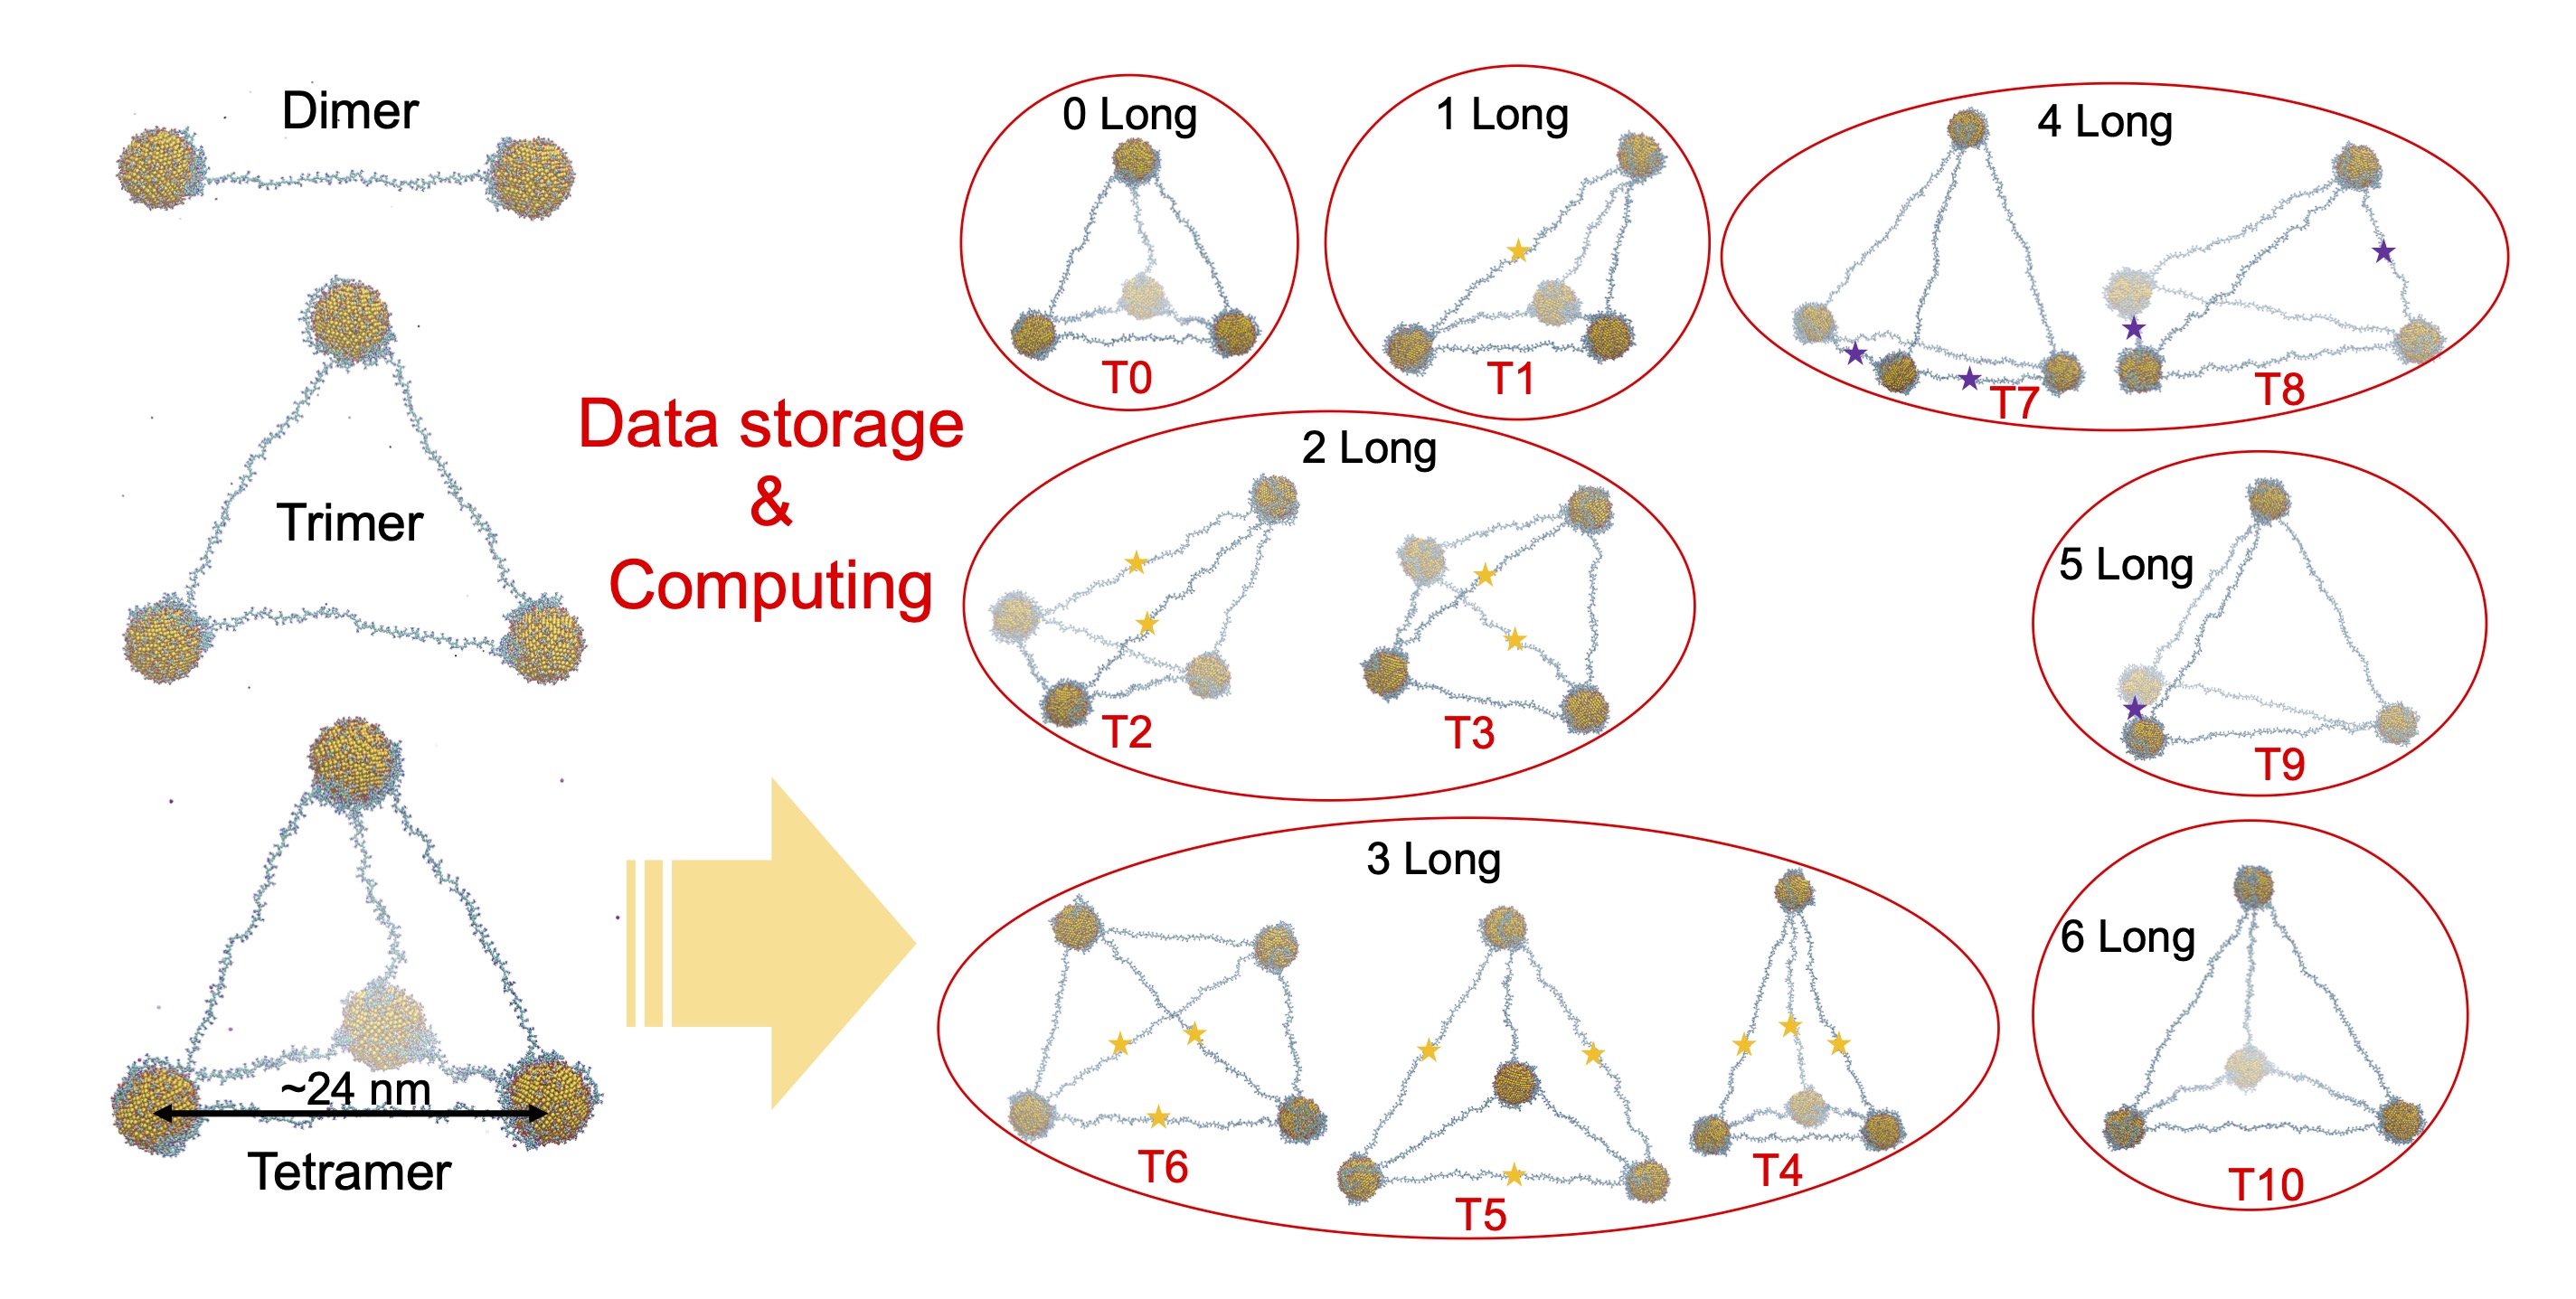 Dimer
Trimer
~24 nm
Tetramer
Data storage
&
Computing
0 Long
T0
1 Long
T1
4 Long
T7
T8
2 Long
T2
T3
5 Long
T9
3 Long
T6
T5
T4
6 Long
T10